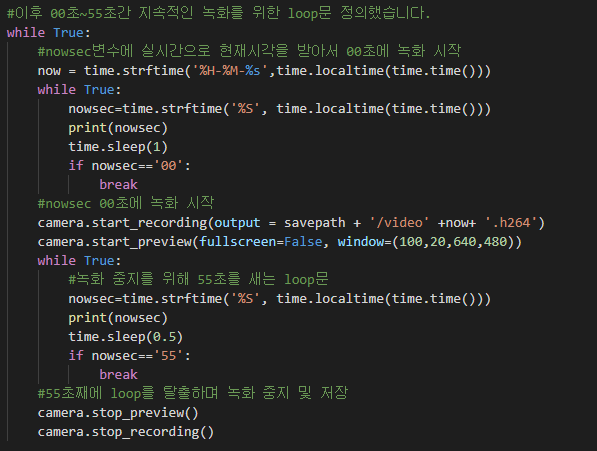 #이후 00초~55초간 지속적인 녹화를 위한 loop문 정의했습니다.
while True:
    #nowsec변수에 실시간으로 현재시각을 받아서 00초에 녹화 시작
    now = time.strftime('%H-%M-%s',time.localtime(time.time()))
    while True:
        nowsec=time.strftime('%S', time.localtime(time.time()))
        print(nowsec)
        time.sleep(1)
        if nowsec=='00':
            break
    #nowsec 00초에 녹화 시작
    camera.start_recording(output = savepath + '/video' +now+ '.h264')
    camera.start_preview(fullscreen=False, window=(100,20,640,480))
    while True:
        #녹화 중지를 위해 55초를 새는 loop문
        nowsec=time.strftime('%S', time.localtime(time.time()))
        print(nowsec)
        time.sleep(0.5)
        if nowsec=='55':
            break
    #55초째에 loop를 탈출하며 녹화 중지 및 저장
    camera.stop_preview()
    camera.stop_recording()